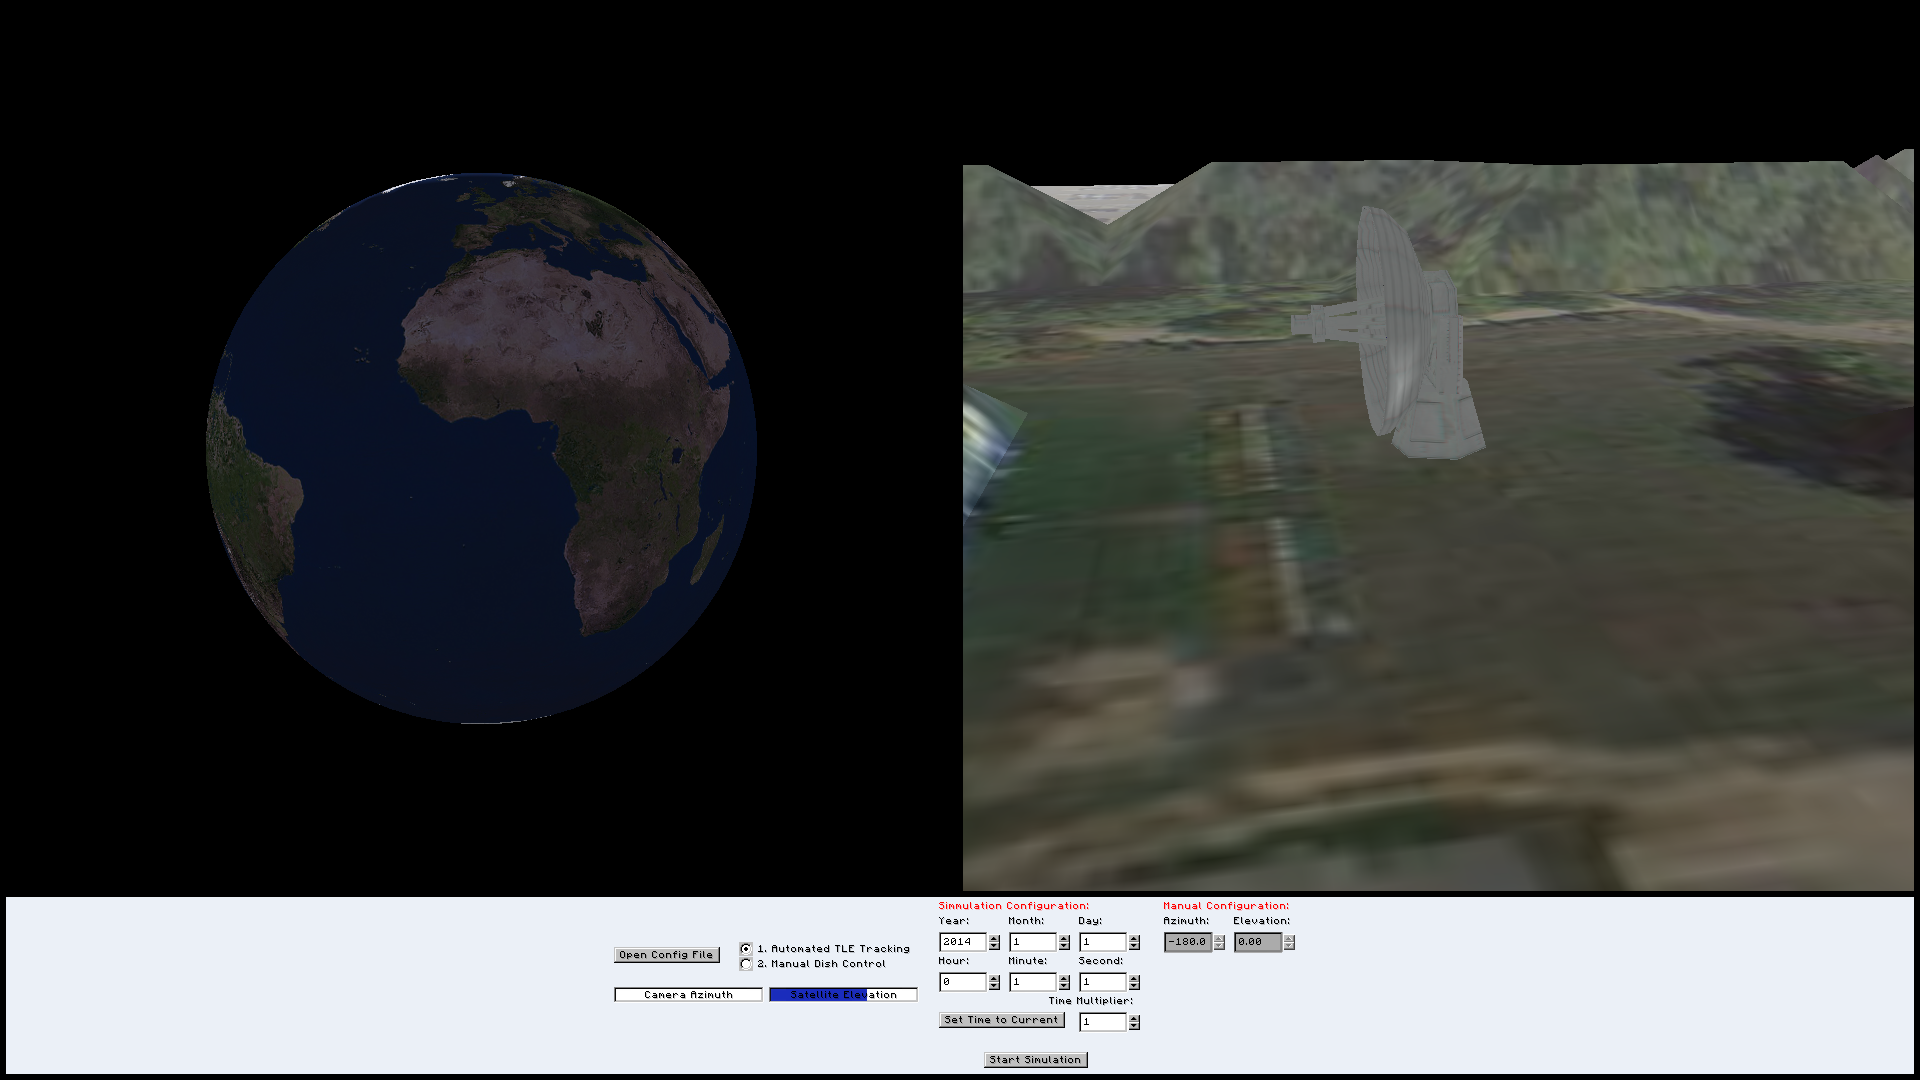 Simmulation Configuration:
Manual Configuration:
Year: Month: Day:
Azimuth: Elevation:
2014 1 1
-180.0 0.00
Open Config File
1. Automated TLE Tracking
2. Manual Dish Control
Hour: Minute: Second:
0 1 1
Camera Azimuth
Satellite Elevation
Time Multiplier:
Set Time to Current
1
Start Simulation